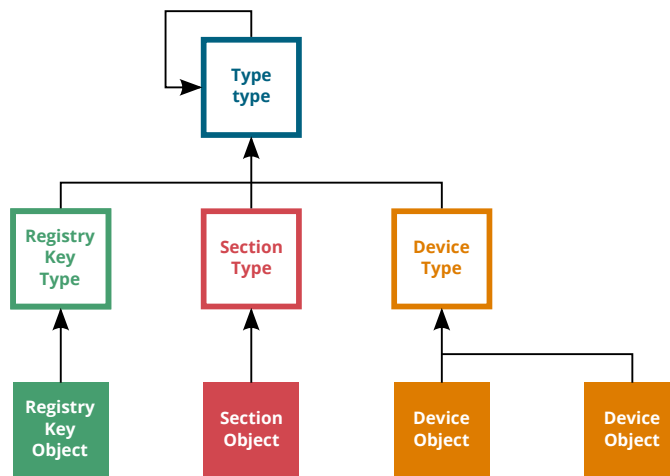 Type
type
Registry
Key
Type
Section
Type
Device
Type
Registry
Key
Object
Section
Object
Device
Object
Device
Object